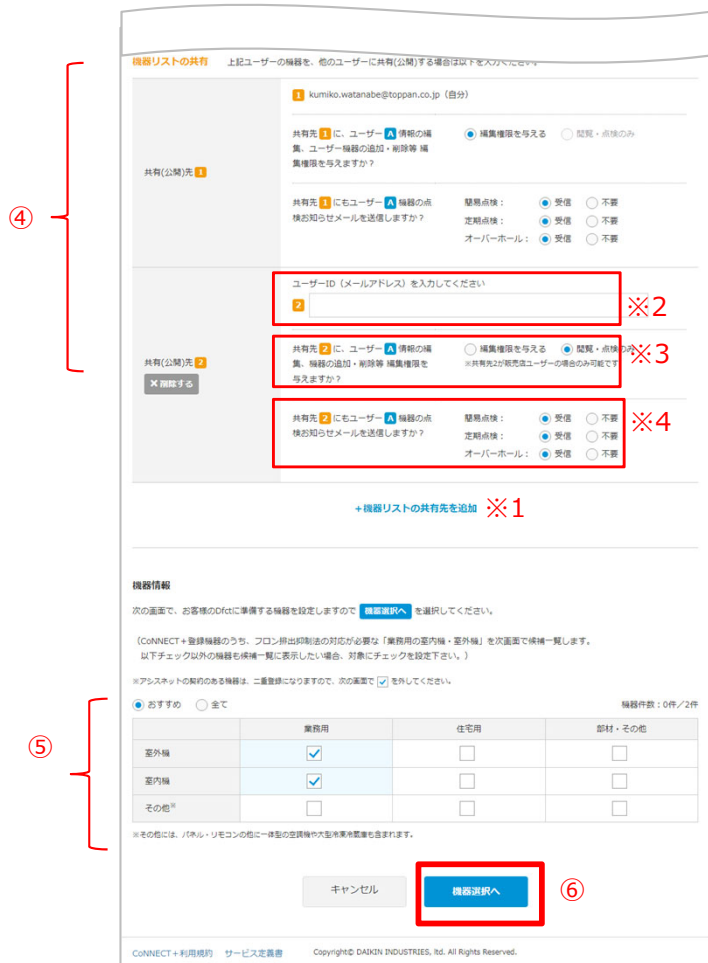 機器リストの共有 上記ユーザーの機器を、他のユーザーに共有(公開)する場合は以下を入力ください。
④
共有(公開)先 1
1 kumiko.watanabe@toppan.co.jp（自分）
共有先 1 に、ユーザー A 情報の編
集、ユーザー機器の追加・削除等 編
集権限を与えますか？
編集権限を与える 閲覧・点検のみ
共有先 1 にもユーザー A 機器の点
検お知らせメールを送信しますか？
簡易点検： 受信 不要
定期点検： 受信 不要
オーバーホール： 受信 不要
共有(公開)先 2
×削除する
ユーザーID（メールアドレス）を入力してください
2
※2
共有先 2 に、ユーザー A 情報の編
集、機器の追加・削除等 編集権限を
与えますか？
編集権限を与える 閲覧・点検のみ
※共有先2が販売店ユーザーの場合のみ可能です
※3
共有先 2 にもユーザー A 機器の点
検お知らせメールを送信しますか？
簡易点検： 受信 不要
定期点検： 受信 不要
オーバーホール： 受信 不要
※4
+機器リストの共有先を追加 ※1
機器情報
次の画面で、お客様のDfctに準備する機器を設定しますので 機器選択へ を選択してください。
（CoNNECT+登録機器のうち、フロン排出抑制法の対応が必要な「業務用の室内機・室外機」を次画面で候補一覧します。
以下チェック以外の機器も候補一覧に表示したい場合、対象にチェックを設定下さい。）
※アシスネットの契約のある機器は、二重登録になりますので、次の画面で ✓ を外してください。
おすすめ 全て 機器件数：0件／2件
⑤
業務用 住宅用 部材・その他
室外機
室内機
その他※
※その他には、パネル・リモコンの他に一体型の空調機や大型冷凍冷蔵庫も含まれます。
キャンセル 機器選択へ ⑥
CoNNECT+利用規約 サービス定義書 Copyright© DAIKIN INDUSTRIES, ltd. All Rights Reserved.